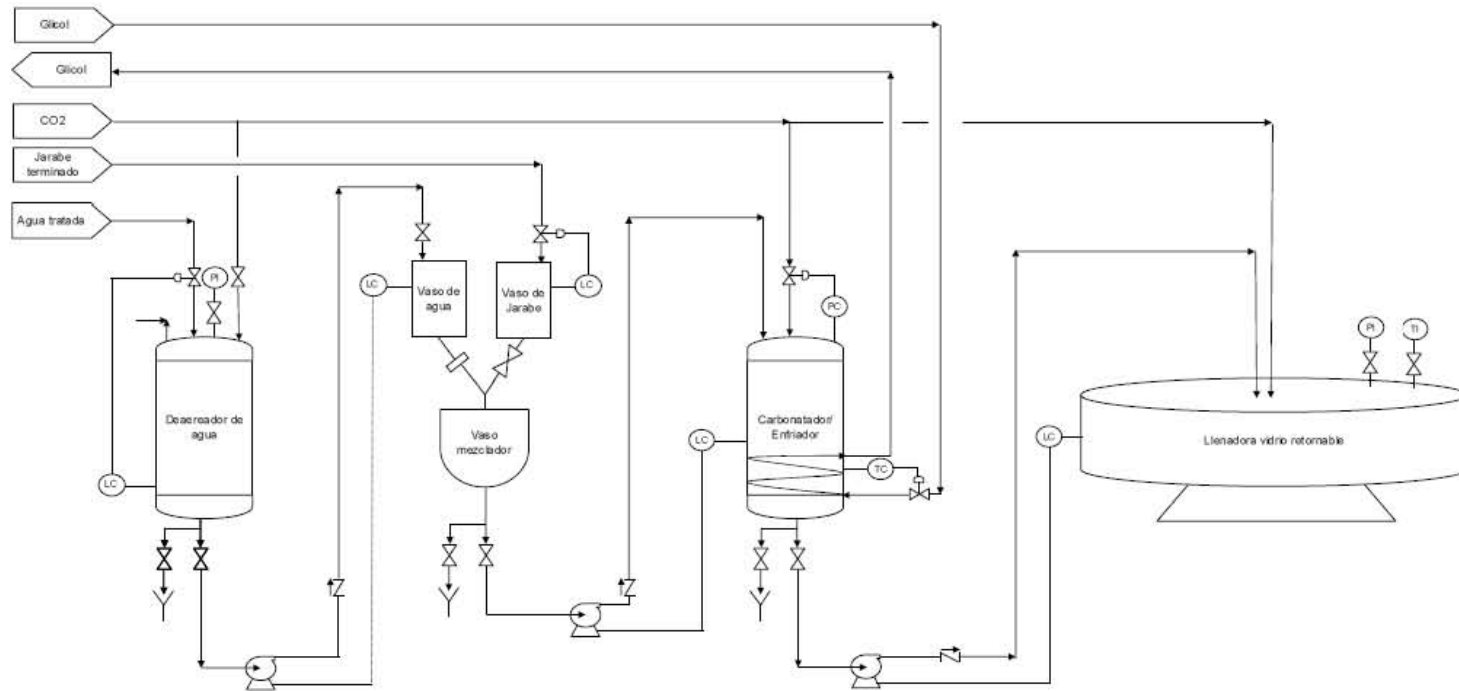 Glicol
Glicol
CO2
Jarabe
terminado
Agua tratada
PI
LC
Vaso de
agua
Vaso de
Jarabe
LC
PC
PI
TI
Deaereador de
agua
Vaso
mezclador
LC
Carbonatador/
Enfriador
LC
Llenadora vidrio retornable
TC
LC